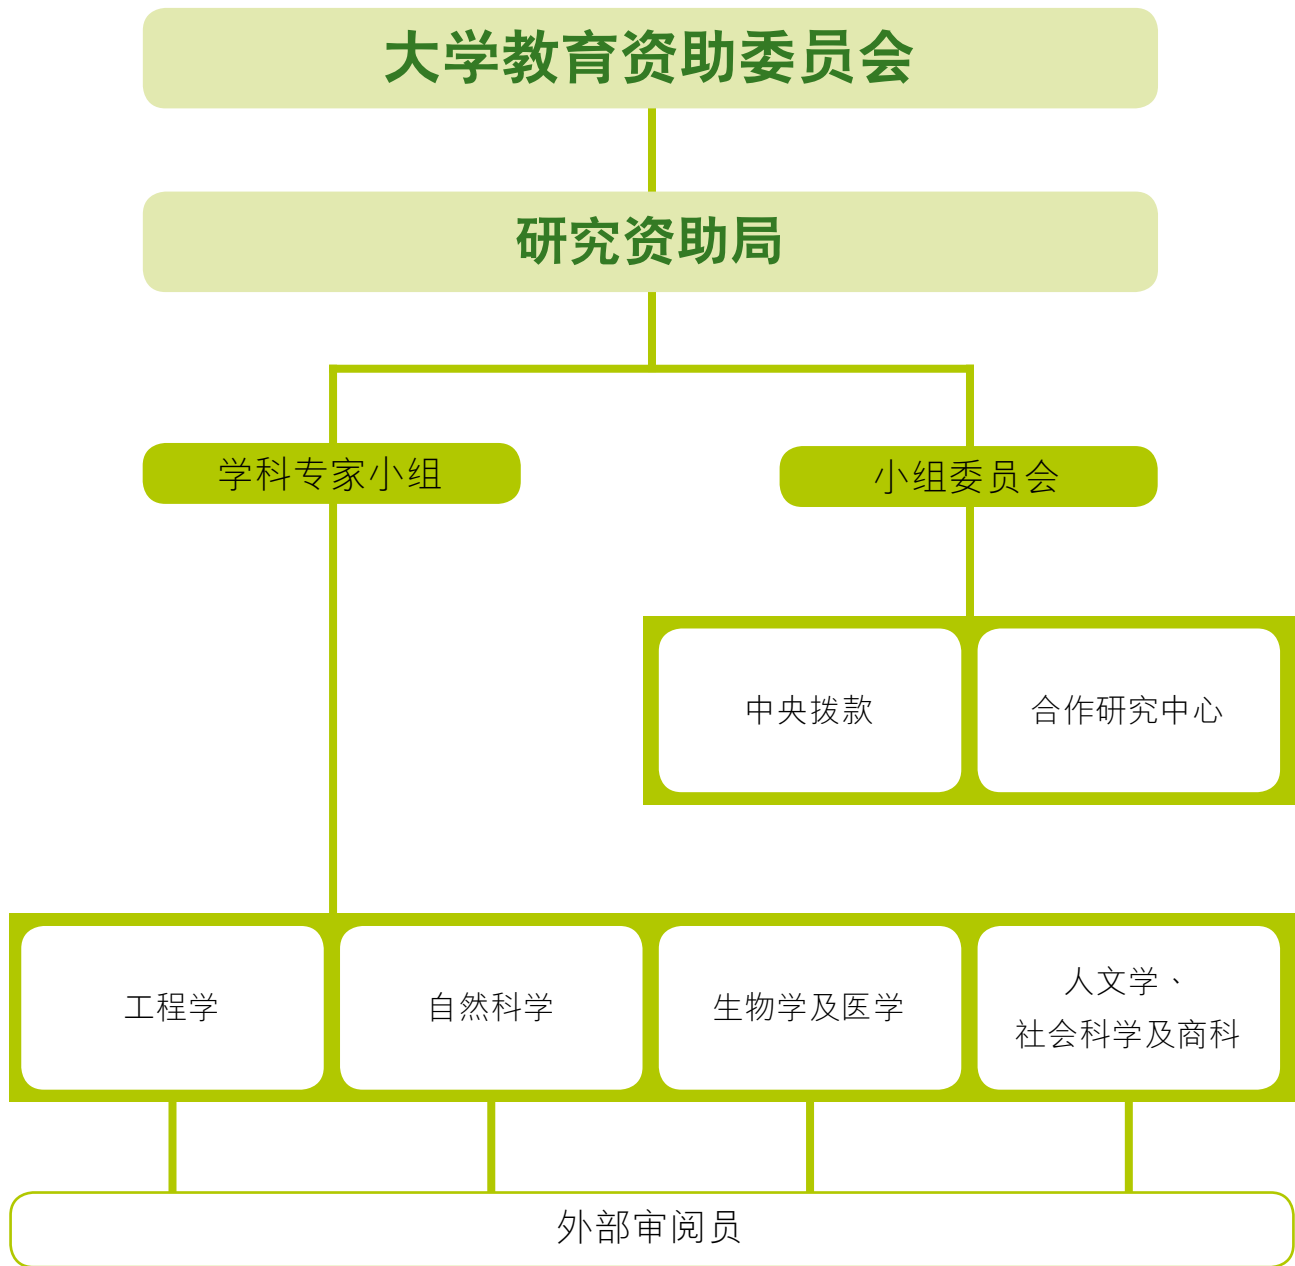 大学教育资助委员会
研究资助局
学科专家小组
小组委员会
中央拨款
合作研究中心
工程学
自然科学
生物学及医学
人文学、
社会科学及商科
外部审阅员